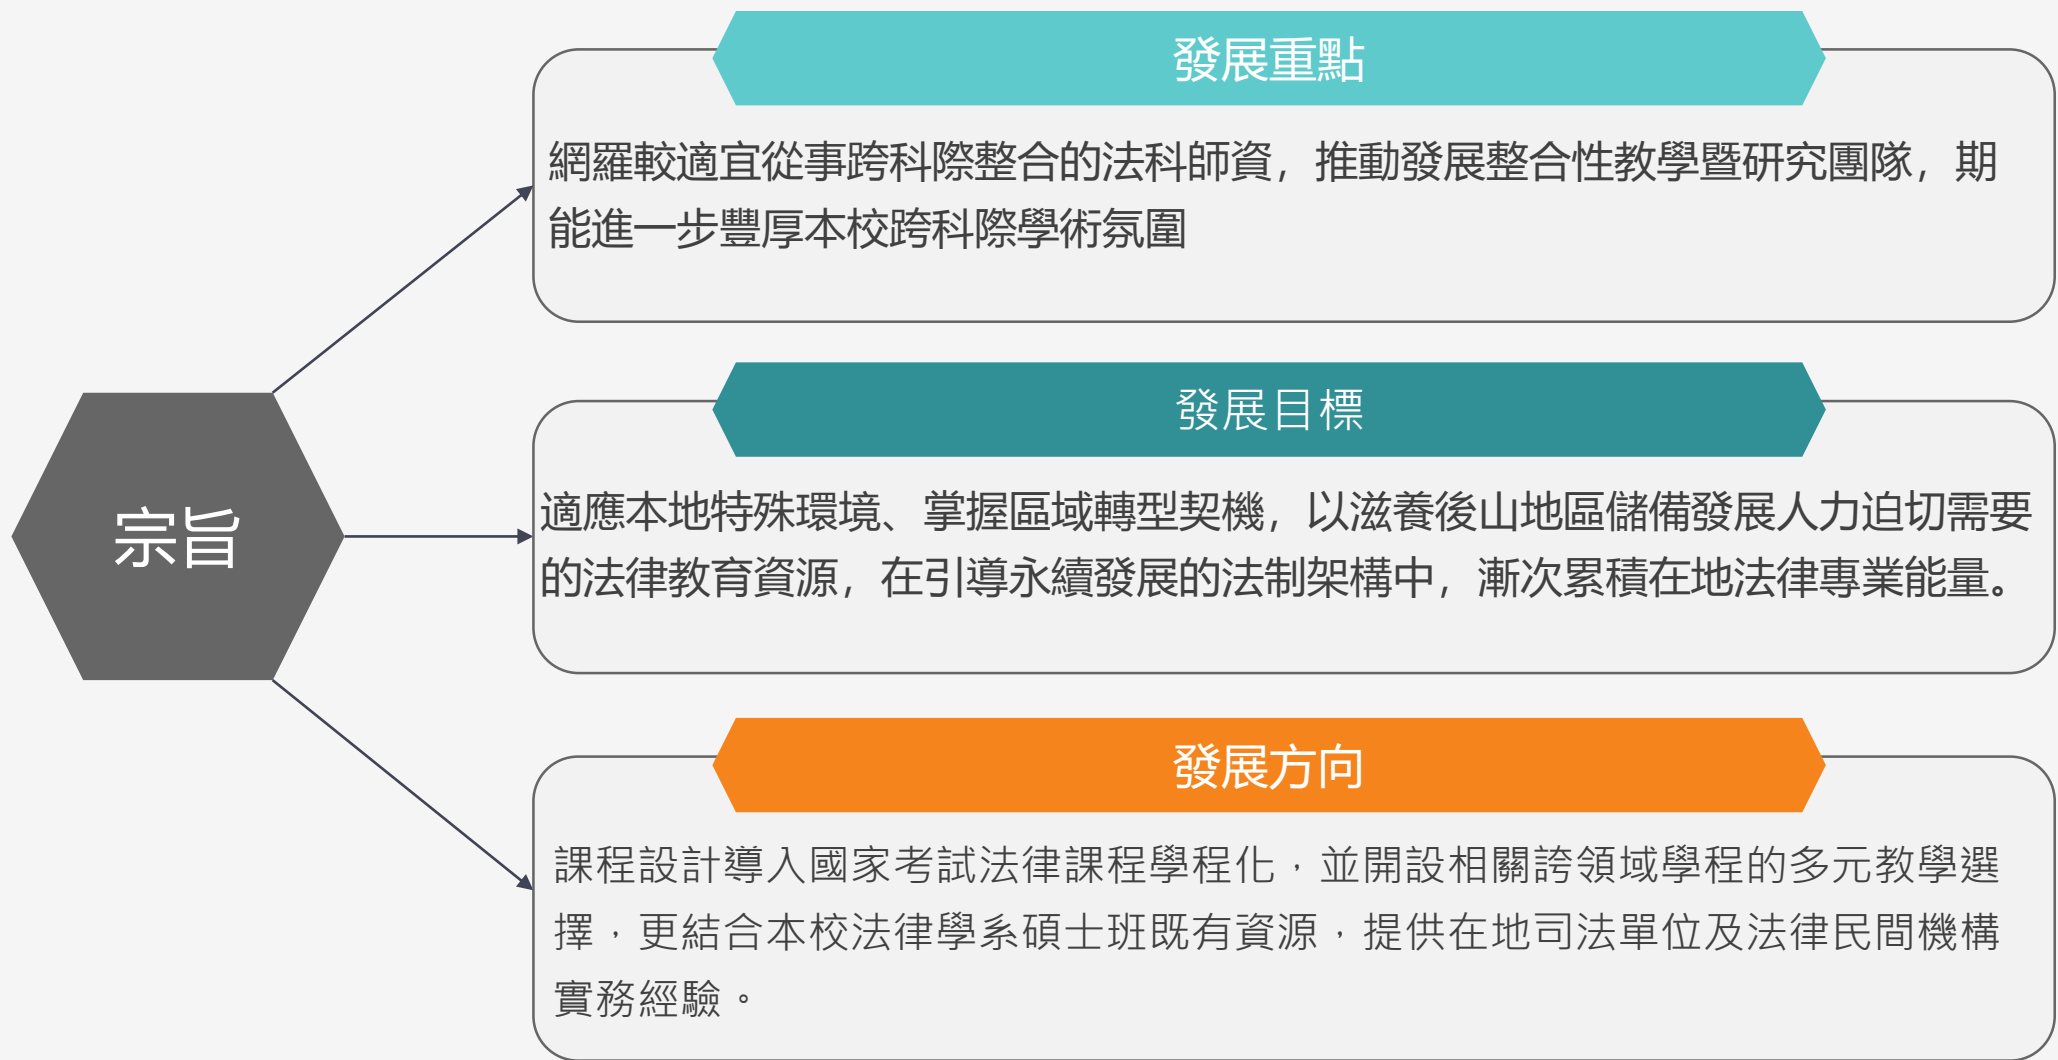 發展重點
網羅較適宜從事跨科際整合的法科師資，推動發展整合性教學暨研究團隊，期
能進一步豐厚本校跨科際學術氛圍
宗旨
發展目標
適應本地特殊環境、掌握區域轉型契機，以滋養後山地區儲備發展人力迫切需要
的法律教育資源，在引導永續發展的法制架構中，漸次累積在地法律專業能量。
發展方向
課程設計導入國家考試法律課程學程化，並開設相關誇領域學程的多元教學選
擇，更結合本校法律學系碩士班既有資源，提供在地司法單位及法律民間機構
實務經驗。